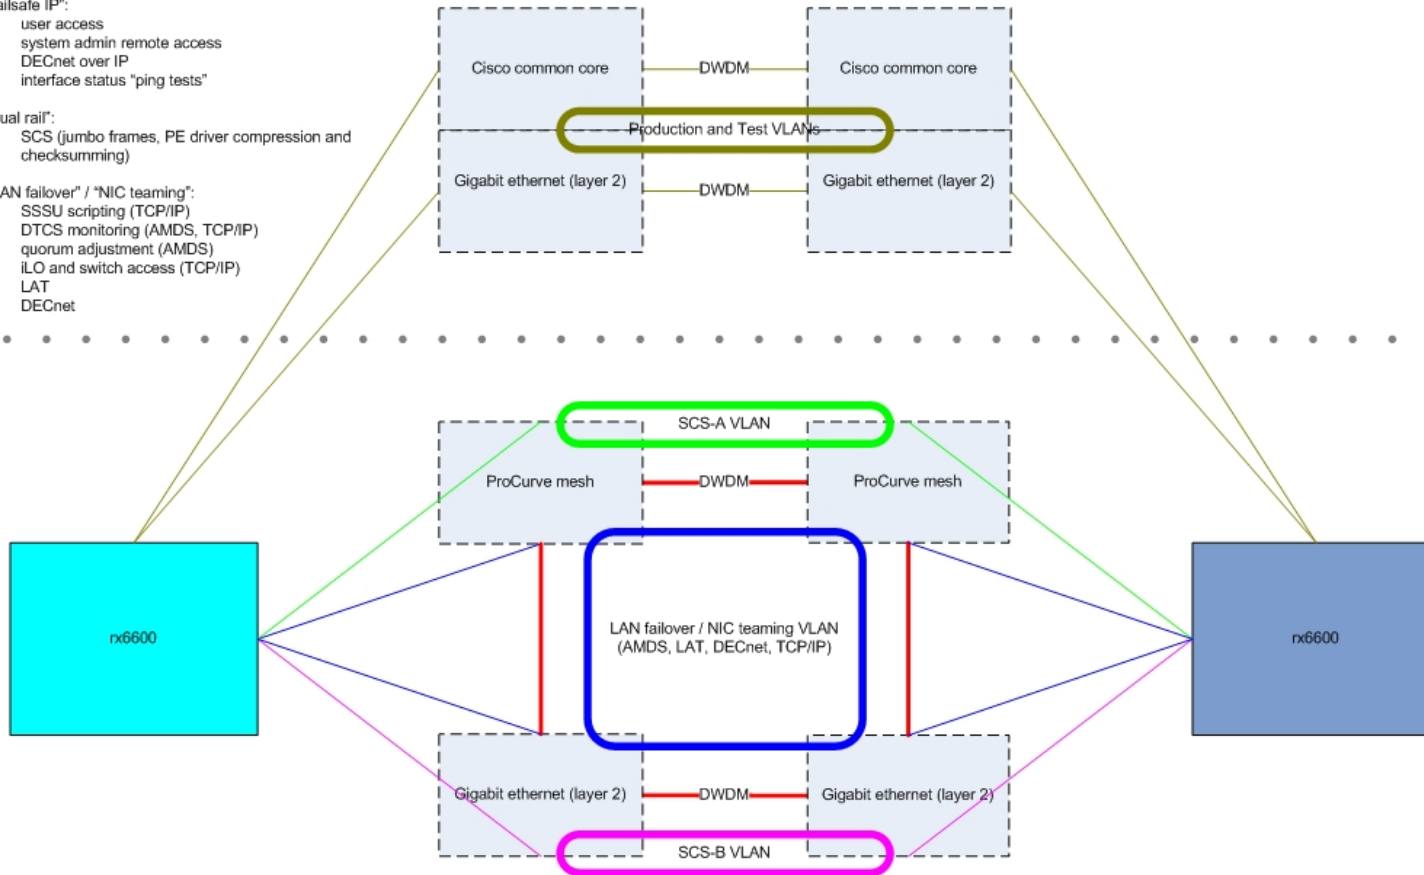 ailsafe IP":
user access
system admin remote access
DECnet over IP
interface status "ping tests"
ual rail":
SCS (jumbo frames, PE driver compression and
checksumming)
AN failover" / "NIC teaming":
SSSU scripting (TCP/IP)
DTCS monitoring (AMDS, TCP/IP)
quorum adjustment (AMDS)
iLO and switch access (TCP/IP)
LAT
DECnet
Cisco common core
DWDM
Cisco common core
Production and Test VLANs
Gigabit ethernet (layer 2)
DWDM
Gigabit ethernet (layer 2)
SCS-A VLAN
ProCurve mesh
DWDM
ProCurve mesh
rx6600
LAN failover / NIC teaming VLAN
(AMDS, LAT, DECnet, TCP/IP)
rx6600
Gigabit ethernet (layer 2)
DWDM
Gigabit ethernet (layer 2)
SCS-B VLAN